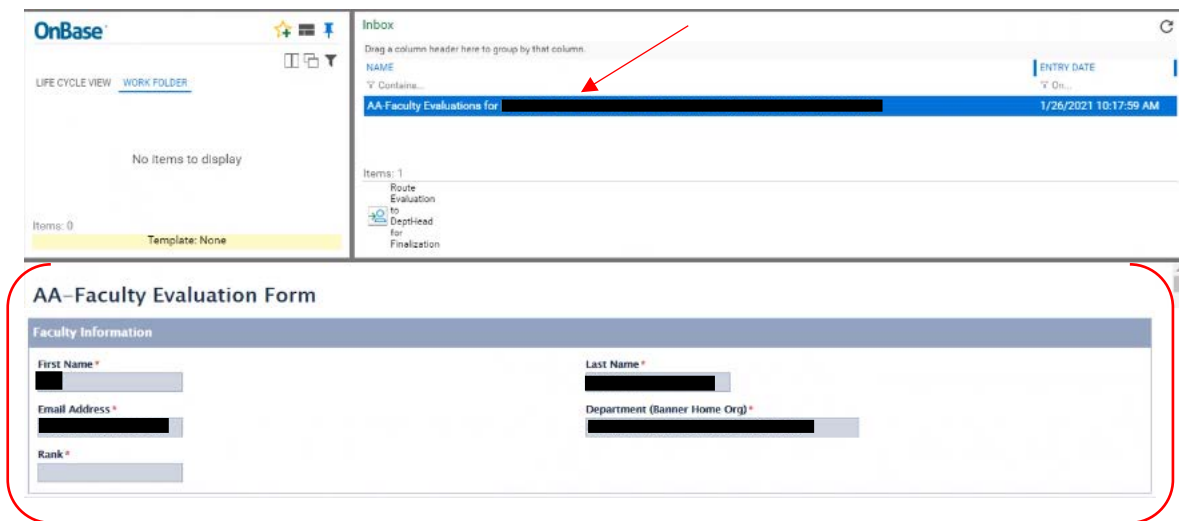 OnBase
LIFE CYCLE VIEW WORK FOLDER
No items to display
Items: 0
Template: None
Inbox
Drag a column header here to group by that column.
NAME ENTRY DATE
Contains... On...
AA-Faculty Evaluations for 1/26/2021 10:17:59 AM
Items: 1
Route
Evaluation
to
DeptHead
for
Finalization
AA-Faculty Evaluation Form
Faculty Information
First Name * Last Name *
Email Address * Department (Banner Home Org) *
Rank *